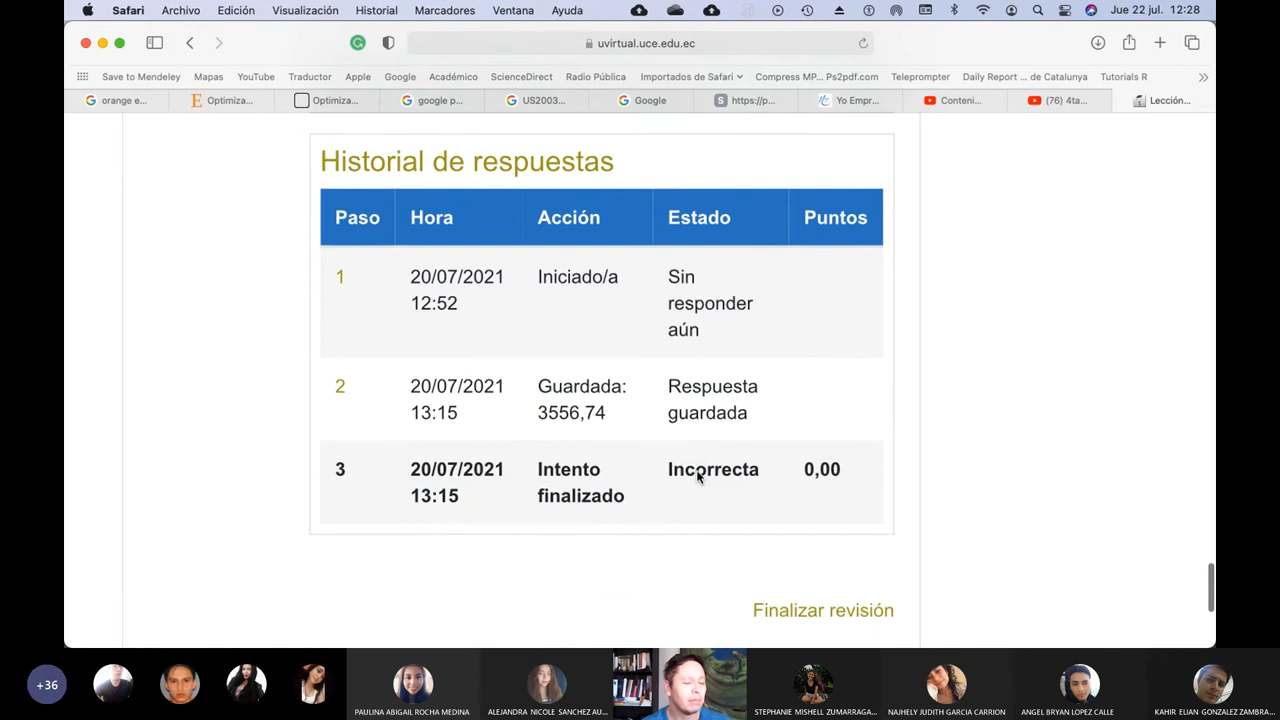 Safari Archivo Edición Visualización Historial Marcadores Ventana Ayuda Jue 22 jul. 12:28
uvirtual.uce.edu.ec
Save to Mendeley Mapas YouTube Traductor Apple Google Académico ScienceDirect Radio Pública Importados de Safari Compress MP... Ps2pdf.com Teleprompter Daily Report ... de Catalunya Tutorials R
orange e... Optimiza... Optimiza... google p... US2003... Google https://p... Yo Empr... Conteni... (76) 4ta... Lección...
Historial de respuestas
Paso Hora Acción Estado Puntos
1 20/07/2021 Iniciado/a Sin
12:52 responder
aún
2 20/07/2021 Guardada: Respuesta
13:15 3556,74 guardada
3 20/07/2021 Intento Incorrecta 0,00
13:15 finalizado
Finalizar revisión
+36
PAULINA ABIGAIL ROCHA MEDINA ALEJANDRA NICOLE SANCHEZ AU... STEPHANIE MISHELL ZUMARRAGA... NAJHELY JUDITH GARCIA CARRION ANGEL BRYAN LOPEZ CALLE KAHIR ELIAN GONZALEZ ZAMBRA...